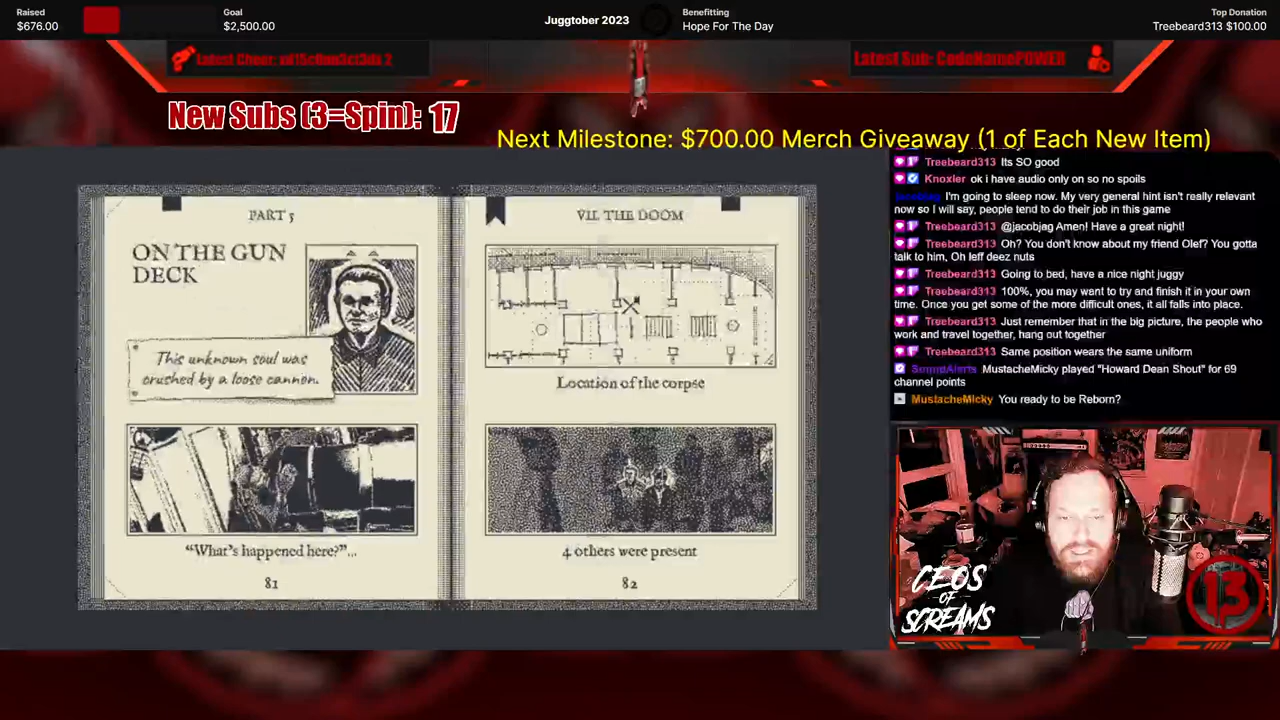 Raised
$676.00
Goal
$2,500.00
Juggtober 2023
Benefitting
Hope For The Day
Top Donation
Treebeard313 $100.00
Latest Sub: CodeNamePOWER
New Subs (3=Spin): 17
Next Milestone: $700.00 Merch Giveaway (1 of Each New Item)
PART 5
ON THE GUN
DECK
This unknown soul was
crushed by a loose cannon.
"What's happened here?"...
81
VII. THE DOOM
Location of the corpse
4 others were present
82
Treebeard313 Its SO good
Knoxler ok i have audio only on so no spoils
I'm going to sleep now. My very general hint isn't really relevant
now so I will say, people tend to do their job in this game
Treebeard313 @jacobjag Amen! Have a great night!
Treebeard313 Oh? You don't know about my friend Olef? You gotta
talk to him, Oh leff deez nuts
Treebeard313 Going to bed, have a nice night juggy
Treebeard313 100%, you may want to try and finish it in your own
time. Once you get some of the more difficult ones, it all falls into place.
Treebeard313 Just remember that in the big picture, the people who
work and travel together, hang out together
Treebeard313 Same position wears the same uniform
SoundAlerts MustacheMicky played "Howard Dean Shout" for 69
channel points
MustacheMicky You ready to be Reborn?
CEOS
OF
SCREAMS
13